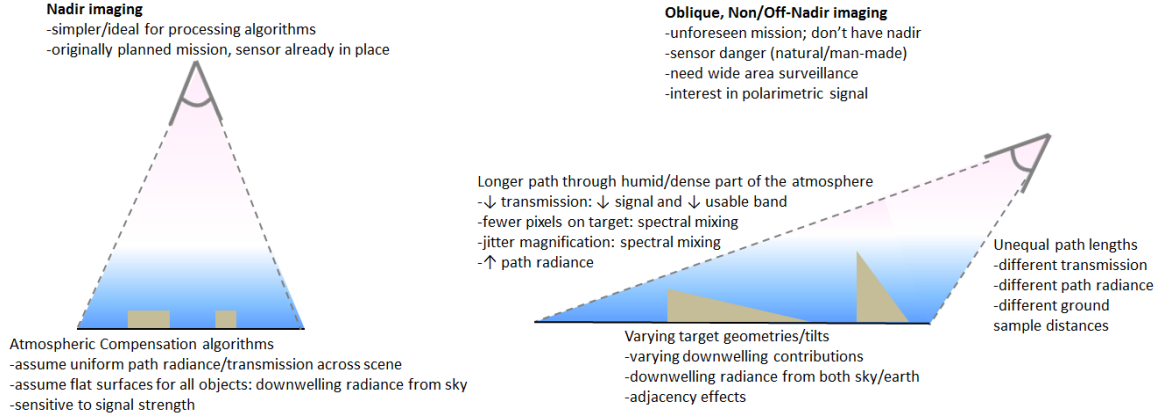 Nadir imaging
-simpler/ideal for processing algorithms
-originally planned mission, sensor already in place
Atmospheric Compensation algorithms
-assume uniform path radiance/transmission across scene
-assume flat surfaces for all objects: downwelling radiance from sky
-sensitive to signal strength
Oblique, Non/Off-Nadir imaging
-unforeseen mission; don't have nadir
-sensor danger (natural/man-made)
-need wide area surveillance
-interest in polarimetric signal
Longer path through humid/dense part of the atmosphere
-↓ transmission: ↓ signal and ↓ usable band
-fewer pixels on target: spectral mixing
-jitter magnification: spectral mixing
-↑ path radiance
Unequal path lengths
-different transmission
-different path radiance
-different ground
sample distances
Varying target geometries/tilts
-varying downwelling contributions
-downwelling radiance from both sky/earth
-adjacency effects